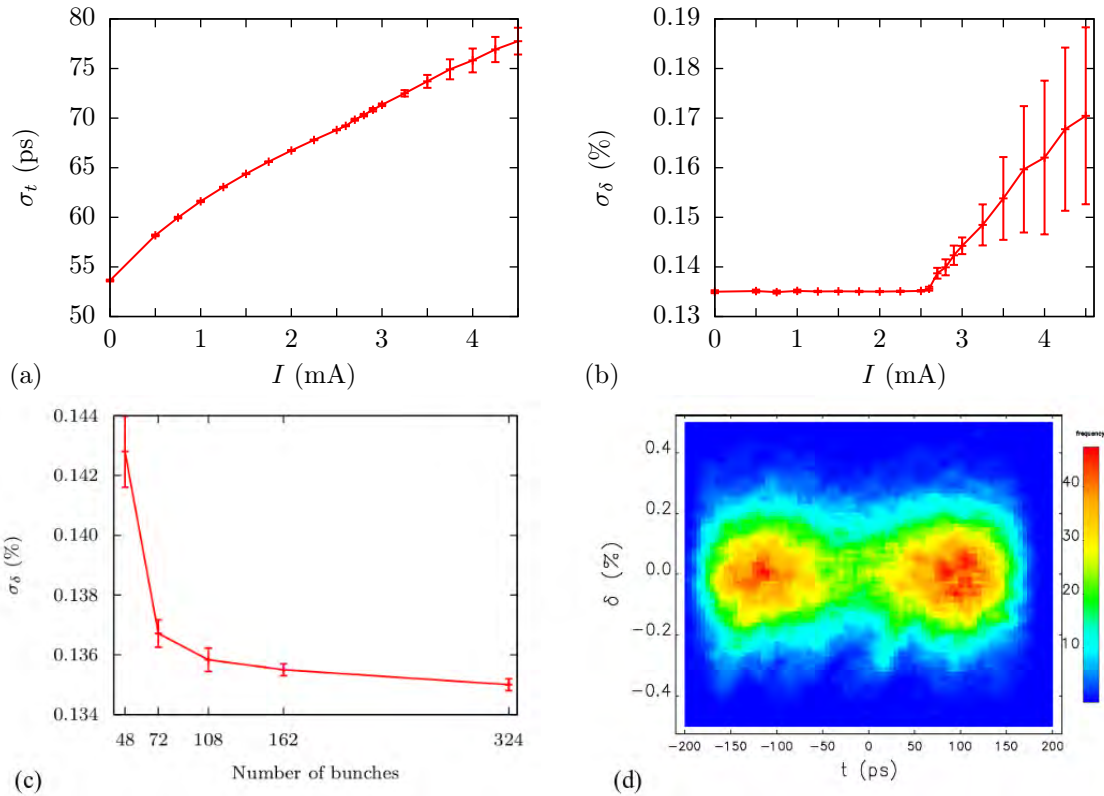 80
75
70
65
60
55
50
σt (ps)
0 1 2 3 4
I (mA)
(a)
0.19
0.18
0.17
0.16
0.15
0.14
0.13
σδ (%)
0 1 2 3 4
I (mA)
(b)
0.144
0.142
0.140
0.138
0.136
0.134
σδ (%)
48 72 108 162 324
Number of bunches
(c)
0.4
0.2
0.0
−0.2
−0.4
δ (%)
−200 −150 −100 −50 0 50 100 150 200
t (ps)
frequency
40
30
20
10
(d)